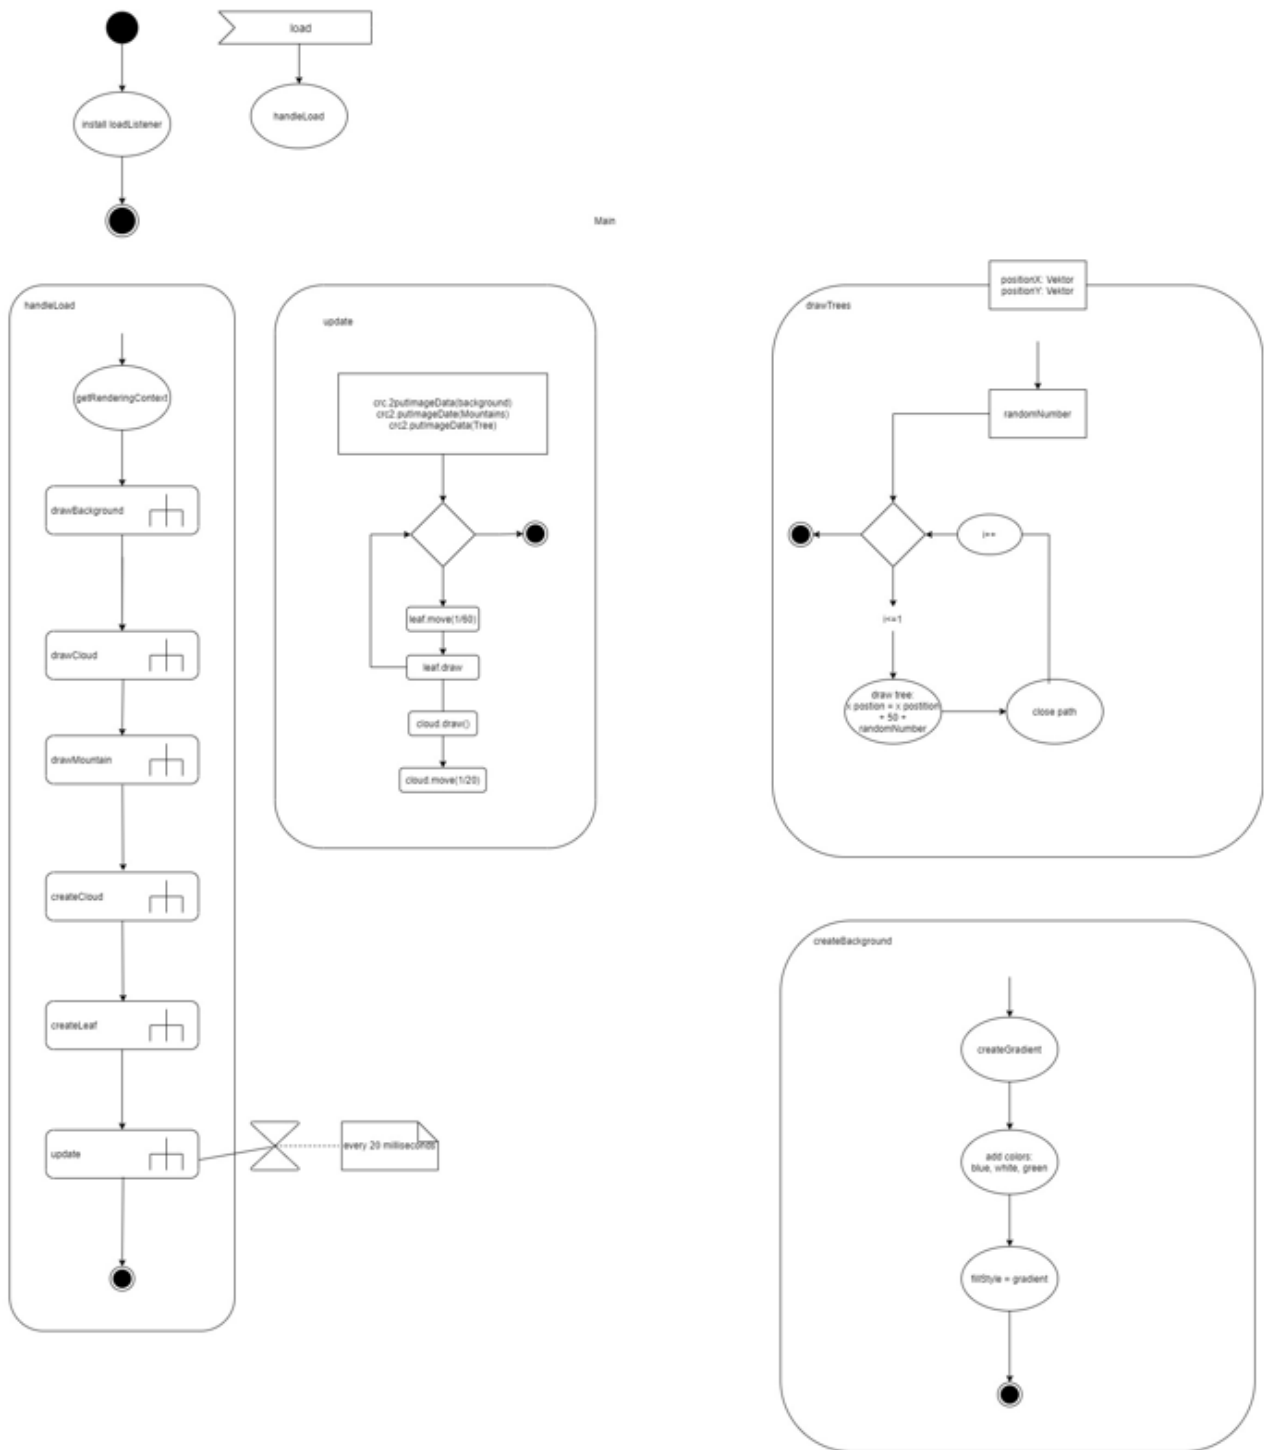 load
install loadListener
handleLoad
Main
handleLoad
getRenderingContext
drawBackground
drawCloud
drawMountain
createCloud
createLeaf
update
every 20 milliseconds
update
crc.2putImageData(background)
crc2.putImageDate(Mountains)
crc2.putImageData(Tree)
leaf.move(1/60)
leaf.draw
cloud.draw()
cloud.move(1/20)
positionX: Vektor
positionY: Vektor
drawTrees
randomNumber
draw tree:
x postion = x postition
+ 50 +
randomNumber
close path
createBackground
createGradient
add colors:
blue, white, green
fillStyle = gradient